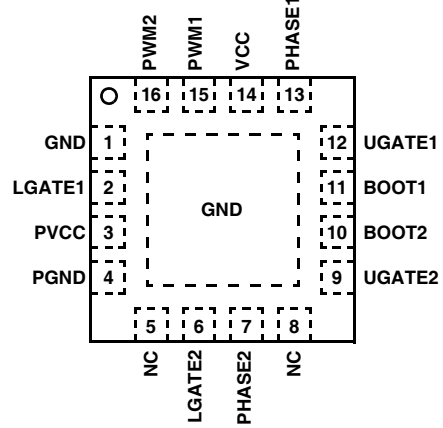 PWM2
PWM1
VCC
PHASE1
16
15
14
13
GND
1
12
UGATE1
LGATE1
2
11
BOOT1
GND
PVCC
3
10
BOOT2
PGND
4
9
UGATE2
5
6
7
8
NC
LGATE2
PHASE2
NC